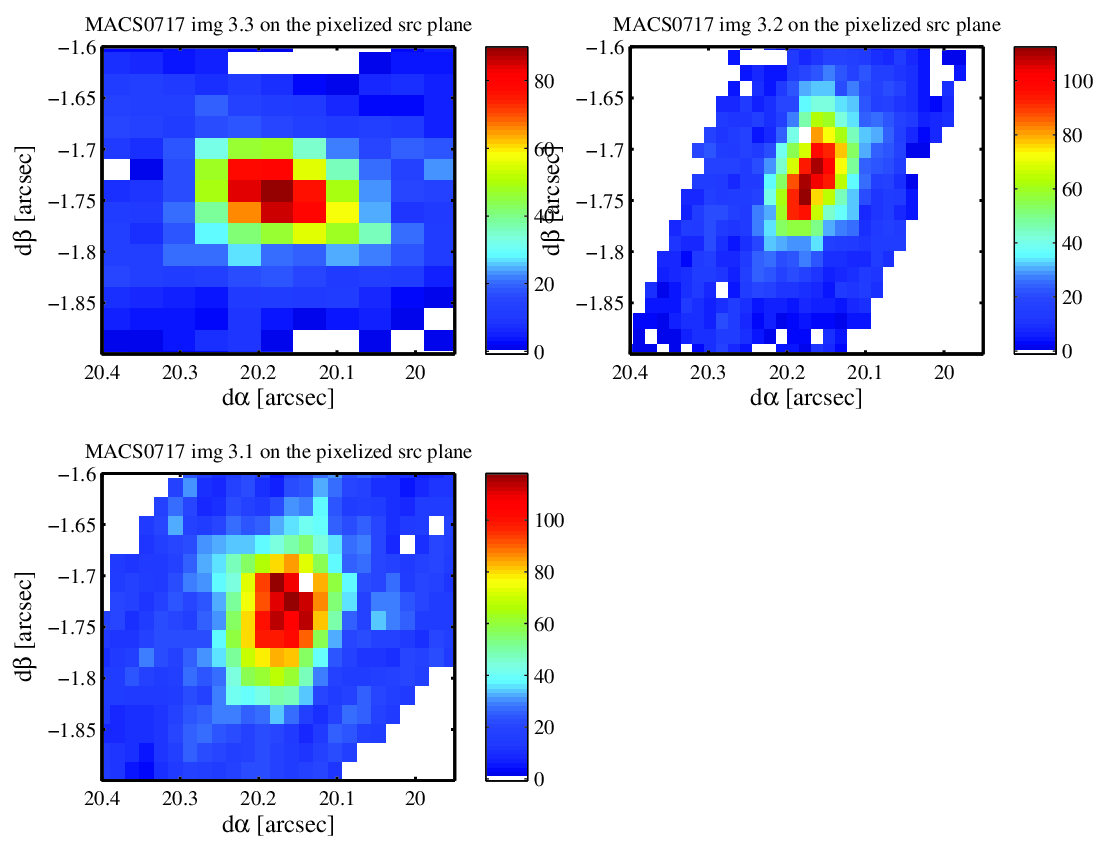 MACS0717 img 3.3 on the pixelized src plane
−1.6
−1.65
−1.7
−1.75
−1.8
−1.85
dβ [arcsec]
20.4 20.3 20.2 20.1 20
dα [arcsec]
80
60
40
20
0
MACS0717 img 3.2 on the pixelized src plane
−1.6
−1.65
−1.7
−1.75
−1.8
−1.85
dβ [arcsec]
20.4 20.3 20.2 20.1 20
dα [arcsec]
100
80
60
40
20
0
MACS0717 img 3.1 on the pixelized src plane
−1.6
−1.65
−1.7
−1.75
−1.8
−1.85
dβ [arcsec]
20.4 20.3 20.2 20.1 20
dα [arcsec]
100
80
60
40
20
0